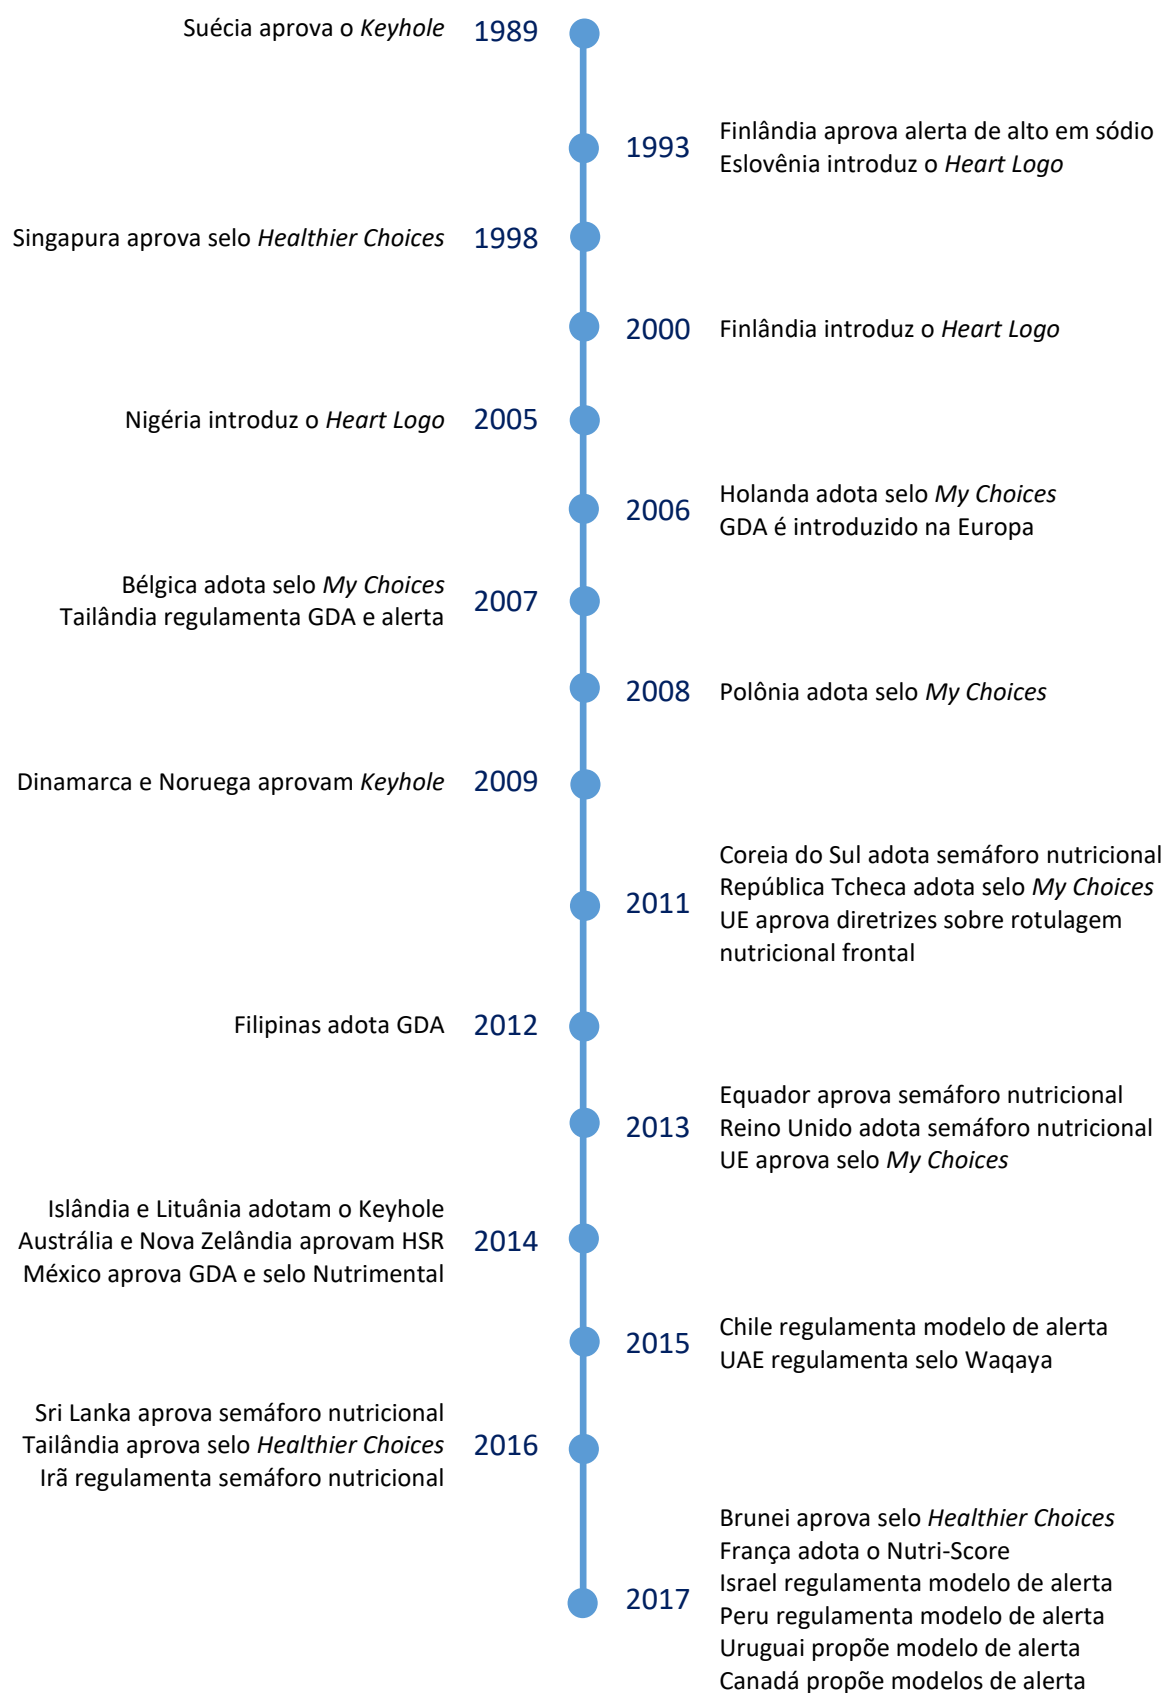 Suécia aprova o Keyhole 1989
1993 Finlândia aprova alerta de alto em sódio
Eslovênia introduz o Heart Logo
Singapura aprova selo Healthier Choices 1998
2000 Finlândia introduz o Heart Logo
Nigéria introduz o Heart Logo 2005
2006 Holanda adota selo My Choices
GDA é introduzido na Europa
Bélgica adota selo My Choices
Tailândia regulamenta GDA e alerta
2007
2008 Polônia adota selo My Choices
Dinamarca e Noruega aprovam Keyhole 2009
Coreia do Sul adota semáforo nutricional
República Tcheca adota selo My Choices
2011
UE aprova diretrizes sobre rotulagem
nutricional frontal
Filipinas adota GDA 2012
Equador aprova semáforo nutricional
2013 Reino Unido adota semáforo nutricional
UE aprova selo My Choices
Islândia e Lituânia adotam o Keyhole
Austrália e Nova Zelândia aprovam HSR 2014
México aprova GDA e selo Nutrimental
2015 Chile regulamenta modelo de alerta
UAE regulamenta selo Waqaya
Sri Lanka aprova semáforo nutricional
Tailândia aprova selo Healthier Choices 2016
Irã regulamenta semáforo nutricional
Brunei aprova selo Healthier Choices
França adota o Nutri-Score
Israel regulamenta modelo de alerta
2017
Peru regulamenta modelo de alerta
Uruguai propõe modelo de alerta
Canadá propõe modelos de alerta